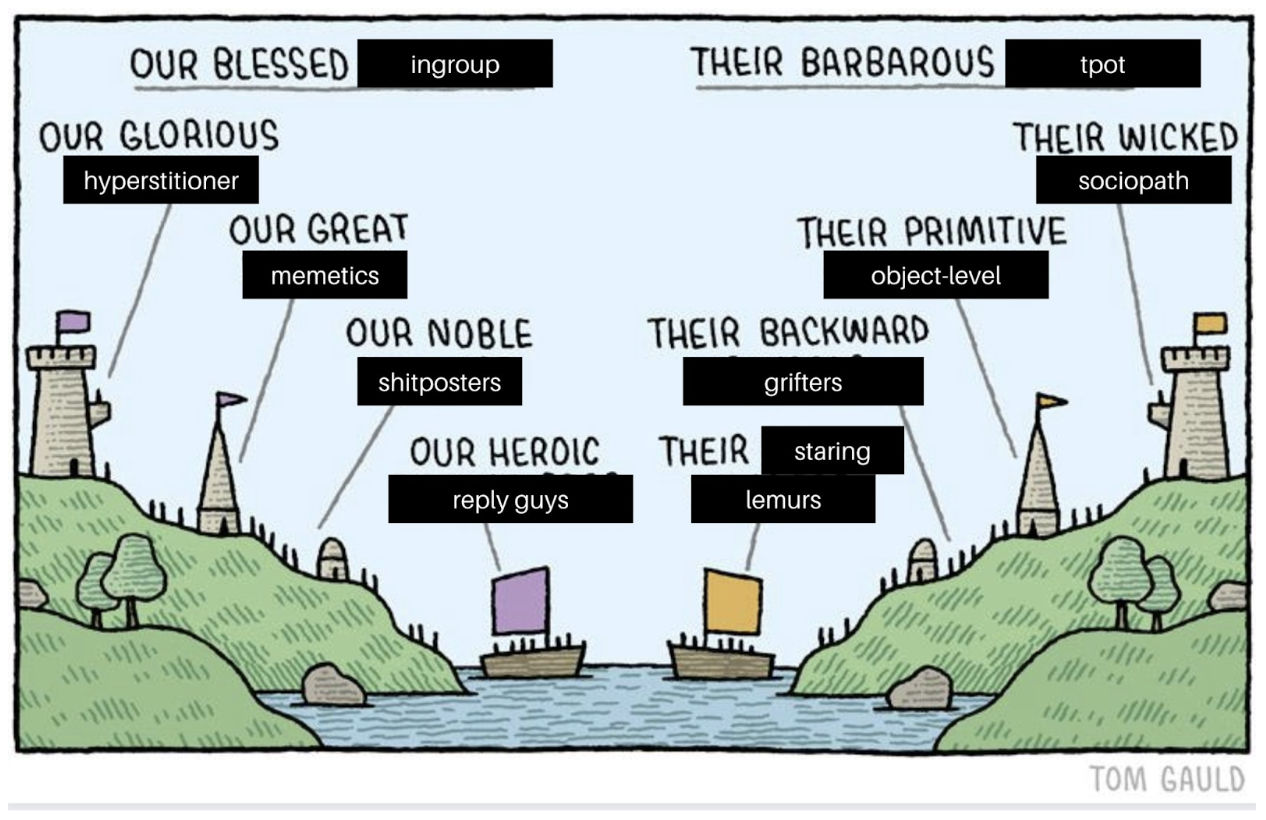 OUR BLESSED ingroup
THEIR BARBAROUS tpot
OUR GLORIOUS
hyperstitioner
THEIR WICKED
sociopath
OUR GREAT
memetics
THEIR PRIMITIVE
object-level
OUR NOBLE
shitposters
THEIR BACKWARD
grifters
OUR HEROIC
reply guys
THEIR staring
lemurs
TOM GAULD